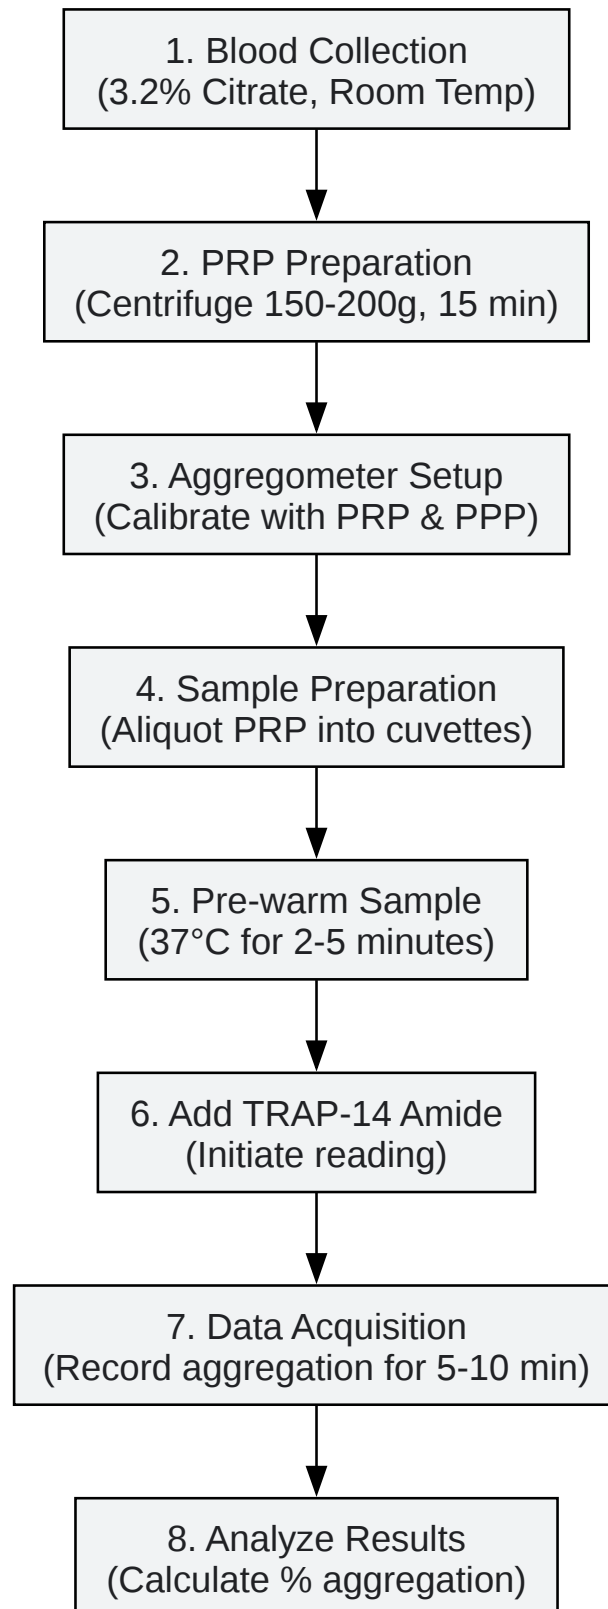 1. Blood Collection
(3.2% Citrate, Room Temp)
2. PRP Preparation
(Centrifuge 150-200g, 15 min)
3. Aggregometer Setup
(Calibrate with PRP & PPP)
4. Sample Preparation
(Aliquot PRP into cuvettes)
5. Pre-warm Sample
(37°C for 2-5 minutes)
6. Add TRAP-14 Amide
(Initiate reading)
7. Data Acquisition
(Record aggregation for 5-10 min)
8. Analyze Results
(Calculate % aggregation)